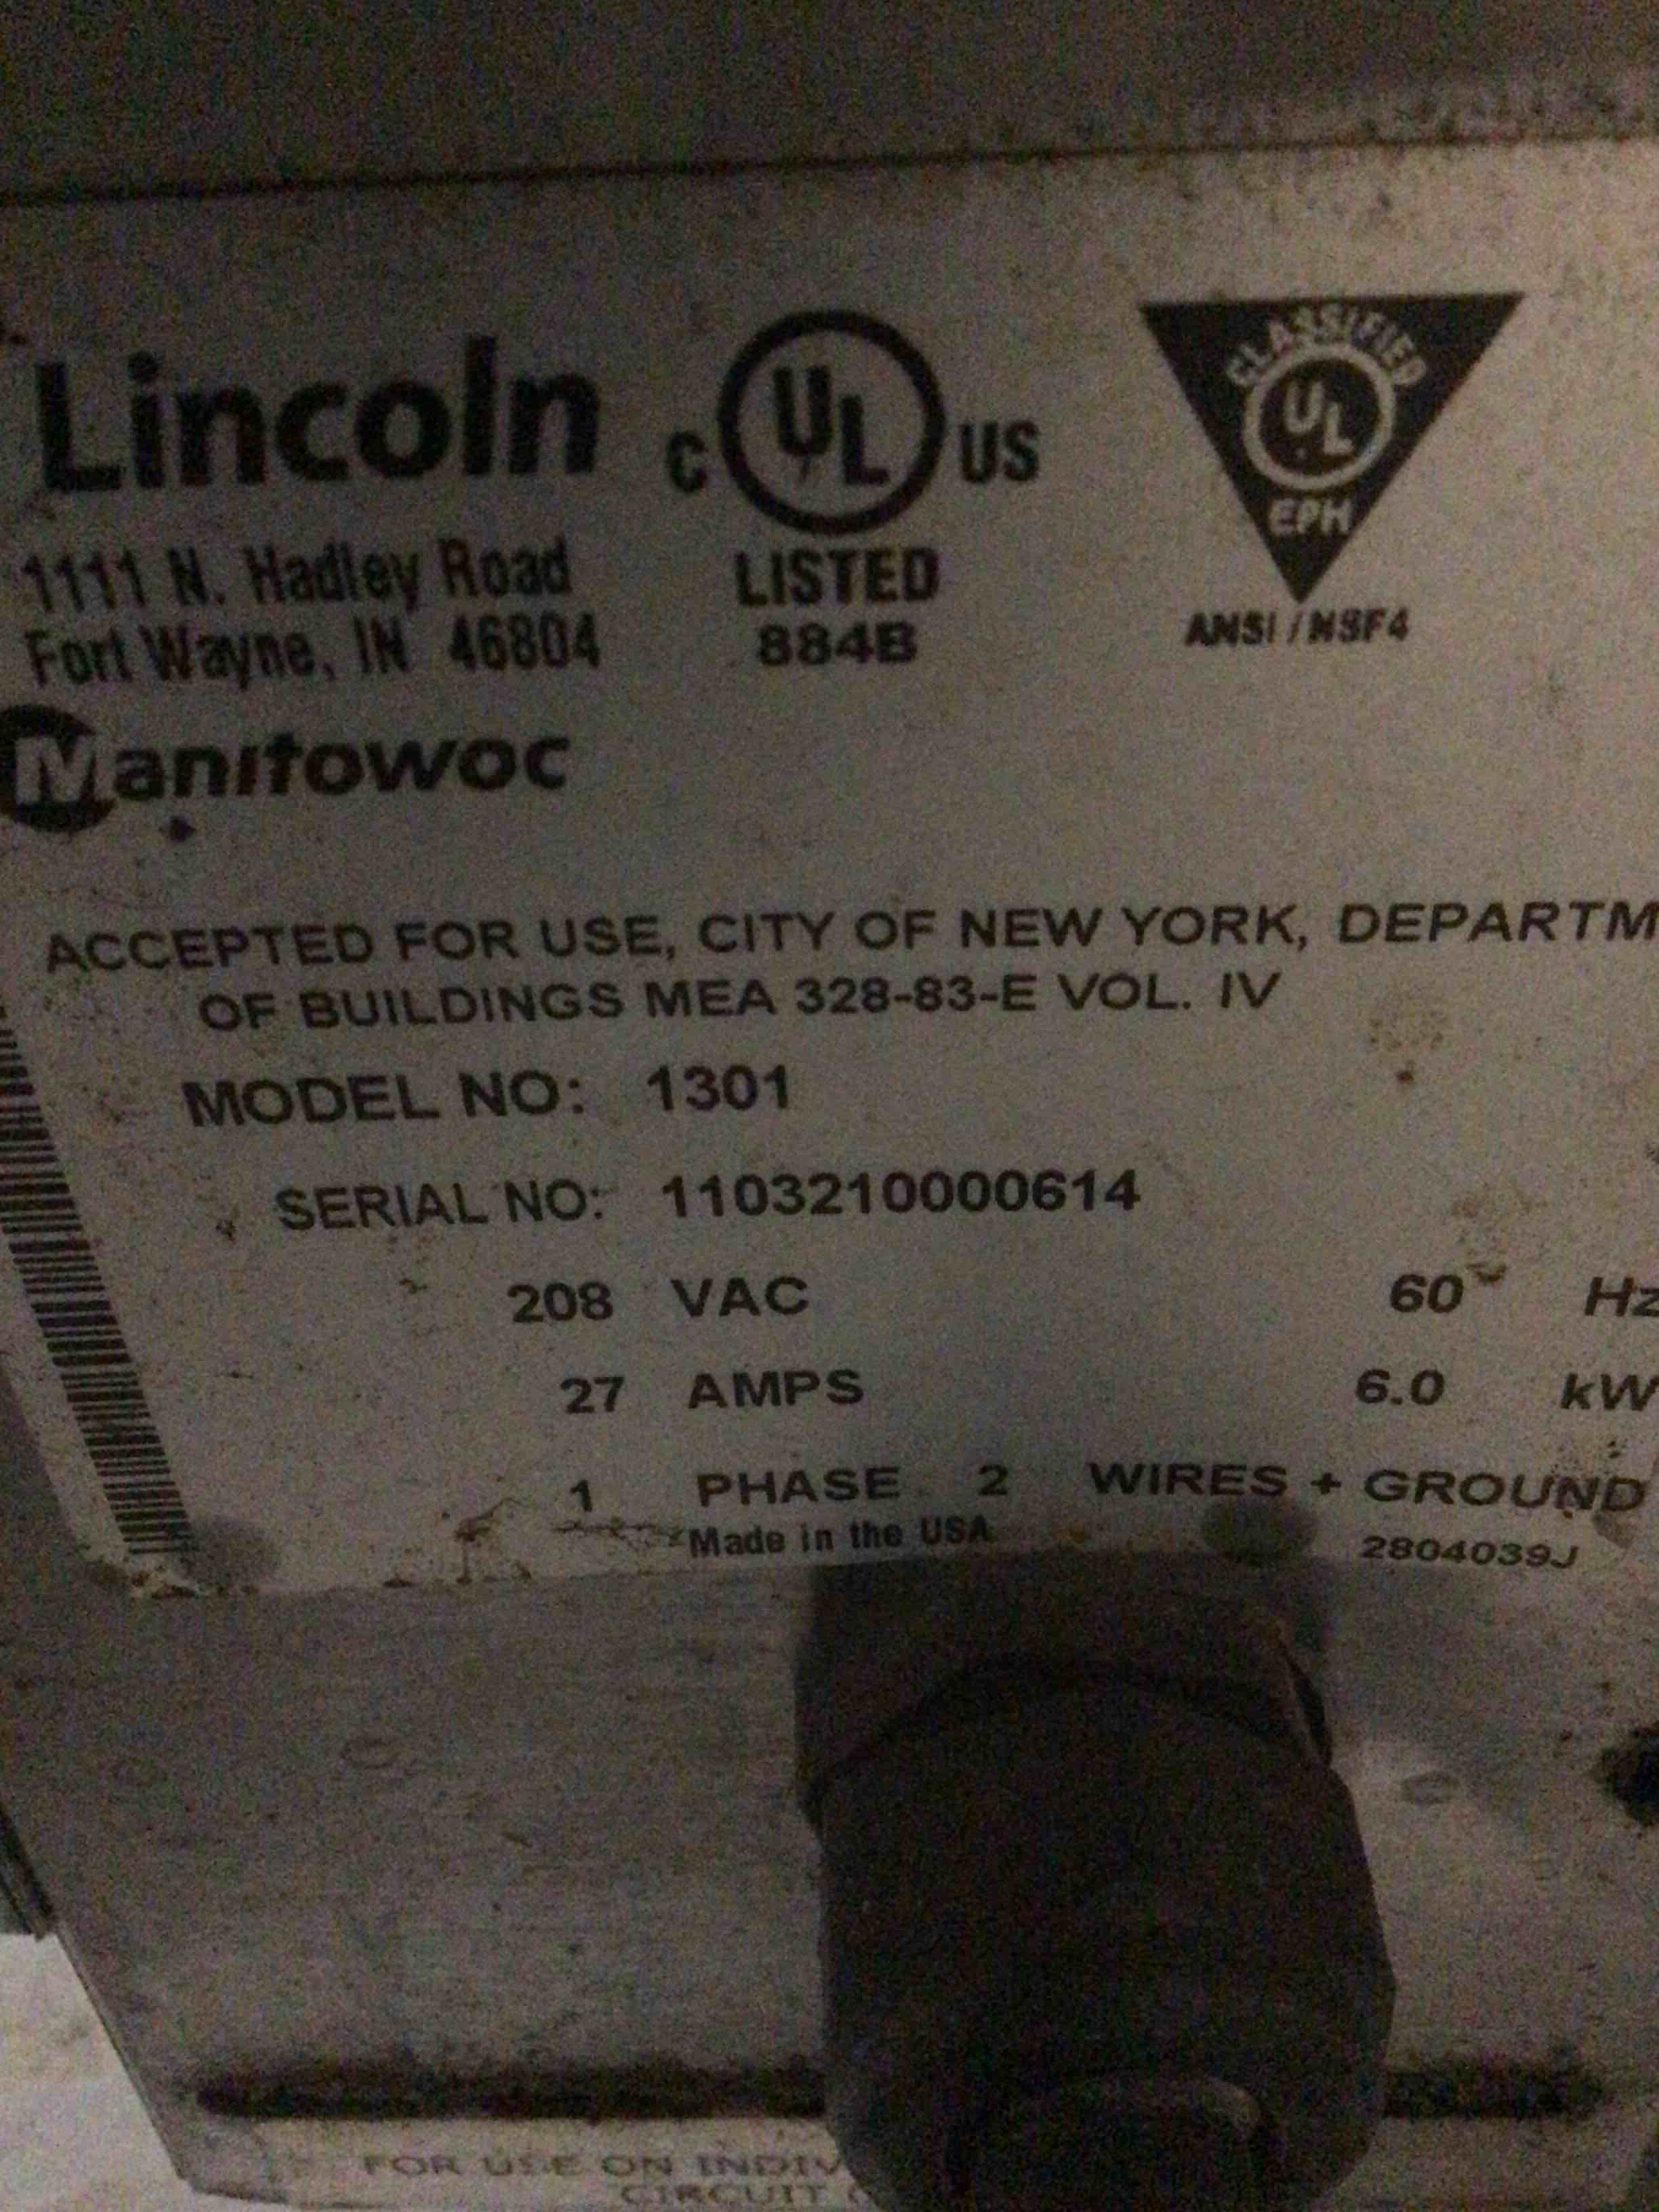 Lincoln
1111 N. Hadley Road
Fort Wayne, IN 46804
Manitowoc
C UL US
LISTED
884B
CLASSIFIED
UL
EPH
ANSI / NSF4
ACCEPTED FOR USE, CITY OF NEW YORK, DEPARTM
OF BUILDINGS MEA 328-83-E VOL. IV
MODEL NO: 1301
SERIAL NO: 1103210000614
208 VAC 60 Hz
27 AMPS 6.0 kW
1 PHASE 2 WIRES + GROUND
Made in the USA 2804039J
FOR USE ON INDIV
CIRCUIT